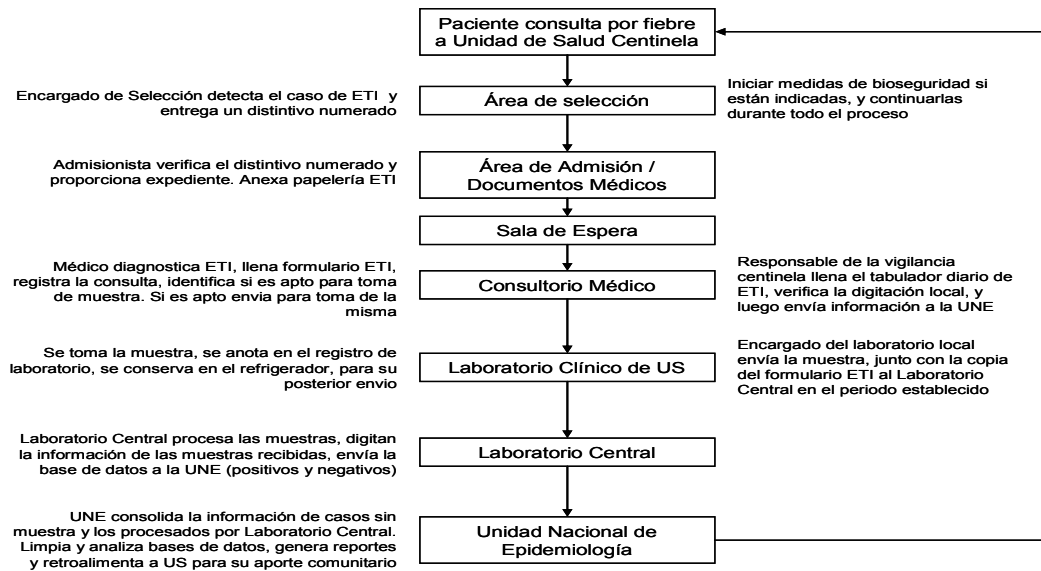 Paciente consulta por fiebre
a Unidad de Salud Centinela
Encargado de Selección detecta el caso de ETI y
entrega un distintivo numerado
Área de selección
Iniciar medidas de bioseguridad si
están indicadas, y continuarlas
durante todo el proceso
Admisionista verifica el distintivo numerado y
proporciona expediente. Anexa papelería ETI
Área de Admisión /
Documentos Médicos
Sala de Espera
Médico diagnostica ETI, llena formulario ETI,
registra la consulta, identifica si es apto para toma
de muestra. Si es apto envia para toma de la
misma
Consultorio Médico
Responsable de la vigilancia
centinela llena el tabulador diario de
ETI, verifica la digitación local, y
luego envía información a la UNE
Se toma la muestra, se anota en el registro de
laboratorio, se conserva en el refrigerador, para su
posterior envio
Laboratorio Clínico de US
Encargado del laboratorio local
envía la muestra, junto con la copia
del formulario ETI al Laboratorio
Central en el periodo establecido
Laboratorio Central procesa las muestras, digitan
la información de las muestras recibidas, envía la
base de datos a la UNE (positivos y negativos)
Laboratorio Central
UNE consolida la información de casos sin
muestra y los procesados por Laboratorio Central.
Limpia y analiza bases de datos, genera reportes
y retroalimenta a US para su aporte comunitario
Unidad Nacional de
Epidemiología